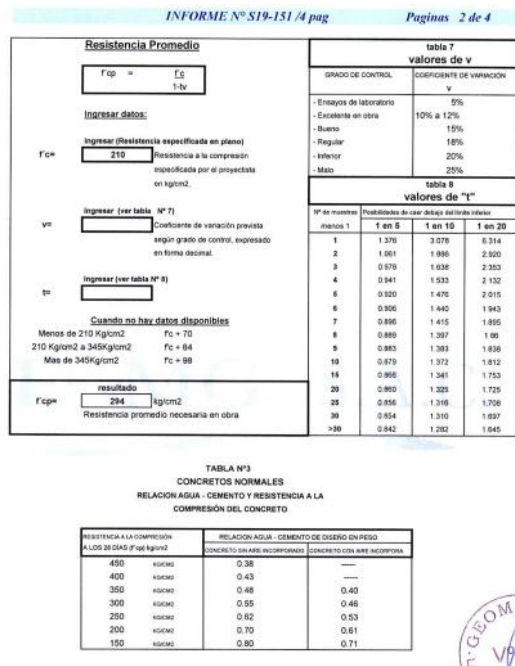 INFORME Nº S19-151 /4 pag Paginas 2 de 4
Resistencia Promedio
f'cp = f'c
1-tv
Ingresar datos:
Ingresar (Resistencia especificada en plano)
f'c= 210 Resistencia a la compresión
especificada por el proyectista
en kg/cm2.
Ingresar (ver tabla Nº 7)
v= Coeficiente de variación prevista
según grado de control, expresado
en forma decimal.
Ingresar (ver tabla Nº 8)
t=
Cuando no hay datos disponibles
Menos de 210 Kg/cm2 f'c + 70
210 Kg/cm2 a 345Kg/cm2 f'c + 84
Mas de 345Kg/cm2 f'c + 98
resultado
f'cp= 294 kg/cm2
Resistencia promedio necesaria en obra
tabla 7
valores de v
GRADO DE CONTROL COEFICIENTE DE VARIACIÓN
V
- Ensayos de laboratorio 5%
- Excelente en obra 10% a 12%
- Bueno 15%
- Regular 18%
- Inferior 20%
- Malo 25%
tabla 8
valores de "t"
Nº de muestras Posibilidades de caer debajo del límite inferior
menos 1 1 en 5 1 en 10 1 en 20
1 1.376 3.078 6.314
2 1.061 1.886 2.920
3 0.978 1.638 2.353
4 0.941 1.533 2.132
5 0.920 1.476 2.015
6 0.906 1.440 1.943
7 0.896 1.415 1.895
8 0.889 1.397 1.86
9 0.883 1.383 1.838
10 0.879 1.372 1.812
15 0.866 1.341 1.753
20 0.860 1.325 1.725
25 0.856 1.316 1.708
30 0.854 1.310 1.697
>30 0.842 1.282 1.645
TABLA Nº3
CONCRETOS NORMALES
RELACION AGUA - CEMENTO Y RESISTENCIA A LA
COMPRESIÓN DEL CONCRETO
RESISTENCIA A LA COMPRESIÓN RELACION AGUA - CEMENTO DE DISEÑO EN PESO
A LOS 28 DÍAS (f'cp) kg/cm2 CONCRETO SIN AIRE INCORPORADO CONCRETO CON AIRE INCORPORA
450 KG/CM2 0.38 -----
400 KG/CM2 0.43 -----
350 KG/CM2 0.48 0.40
300 KG/CM2 0.55 0.46
250 KG/CM2 0.62 0.53
200 KG/CM2 0.70 0.61
150 KG/CM2 0.80 0.71
GEOM
Vº